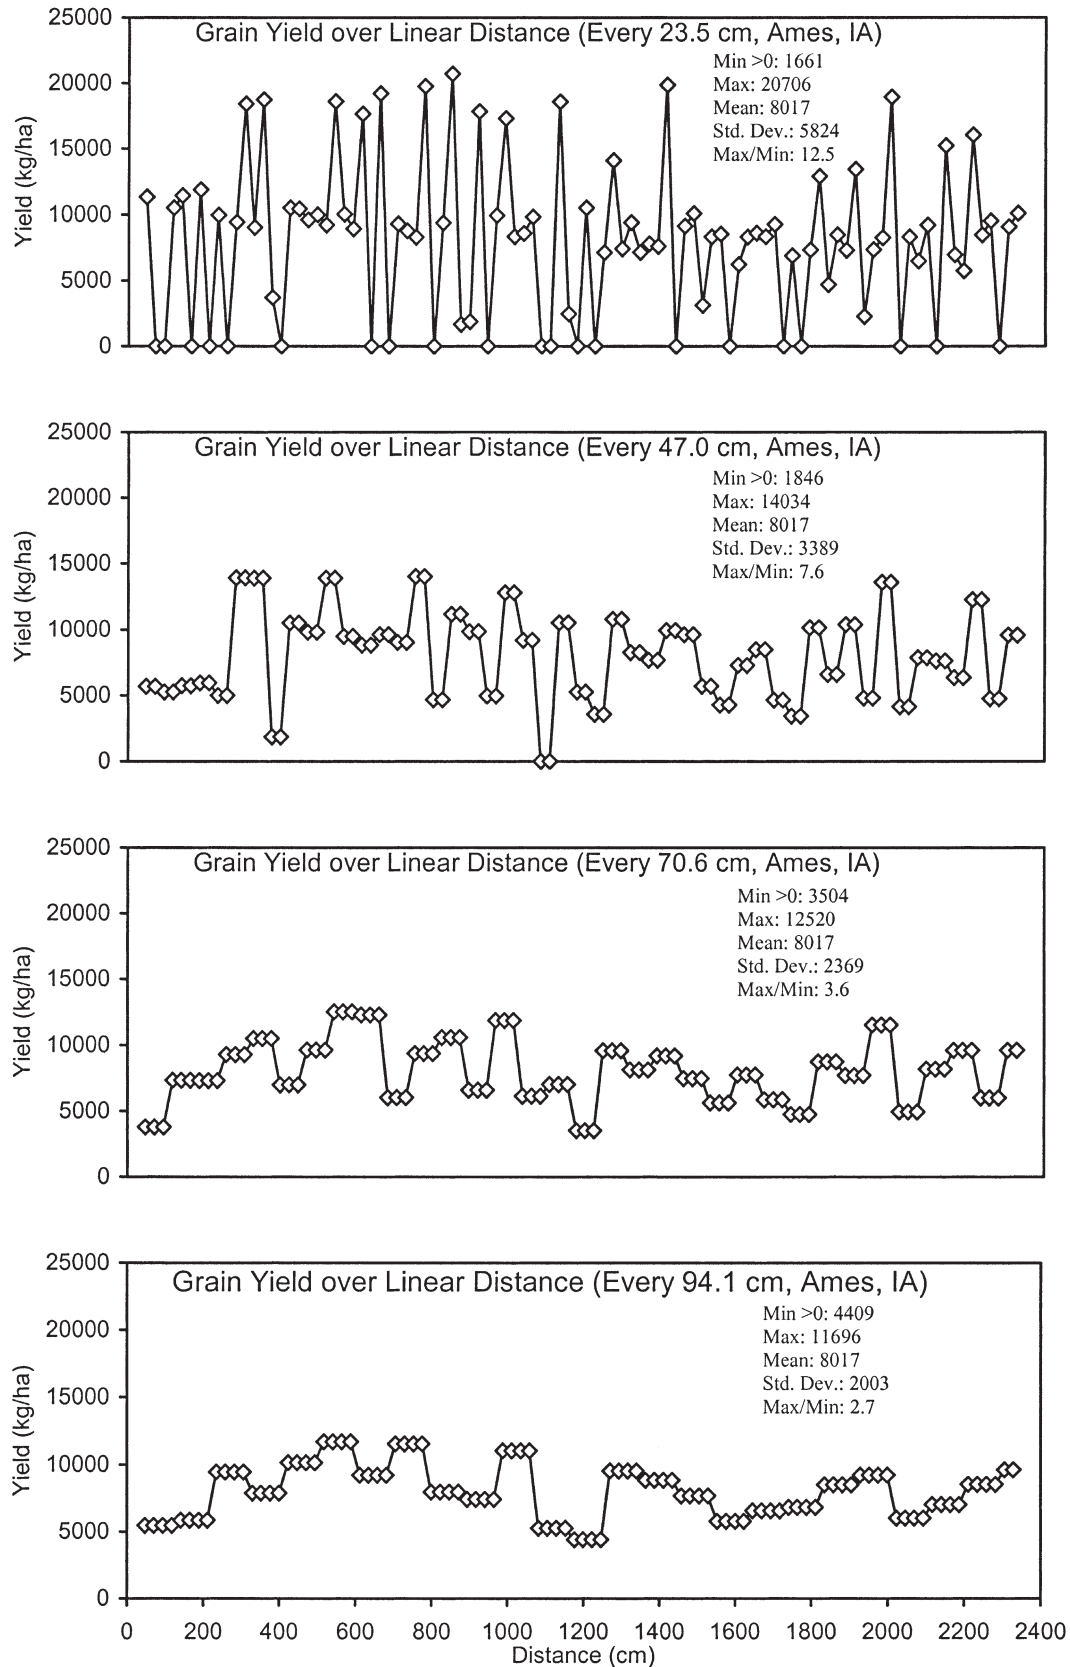 Grain Yield over Linear Distance (Every 23.5 cm, Ames, IA)
Min >0: 1661
Max: 20706
Mean: 8017
Std. Dev.: 5824
Max/Min: 12.5
25000
20000
15000
10000
5000
0
Yield (kg/ha)
Grain Yield over Linear Distance (Every 47.0 cm, Ames, IA)
Min >0: 1846
Max: 14034
Mean: 8017
Std. Dev.: 3389
Max/Min: 7.6
25000
20000
15000
10000
5000
0
Yield (kg/ha)
Grain Yield over Linear Distance (Every 70.6 cm, Ames, IA)
Min >0: 3504
Max: 12520
Mean: 8017
Std. Dev.: 2369
Max/Min: 3.6
25000
20000
15000
10000
5000
0
Yield (kg/ha)
Grain Yield over Linear Distance (Every 94.1 cm, Ames, IA)
Min >0: 4409
Max: 11696
Mean: 8017
Std. Dev.: 2003
Max/Min: 2.7
25000
20000
15000
10000
5000
0
Yield (kg/ha)
0 200 400 600 800 1000 1200 1400 1600 1800 2000 2200 2400
Distance (cm)